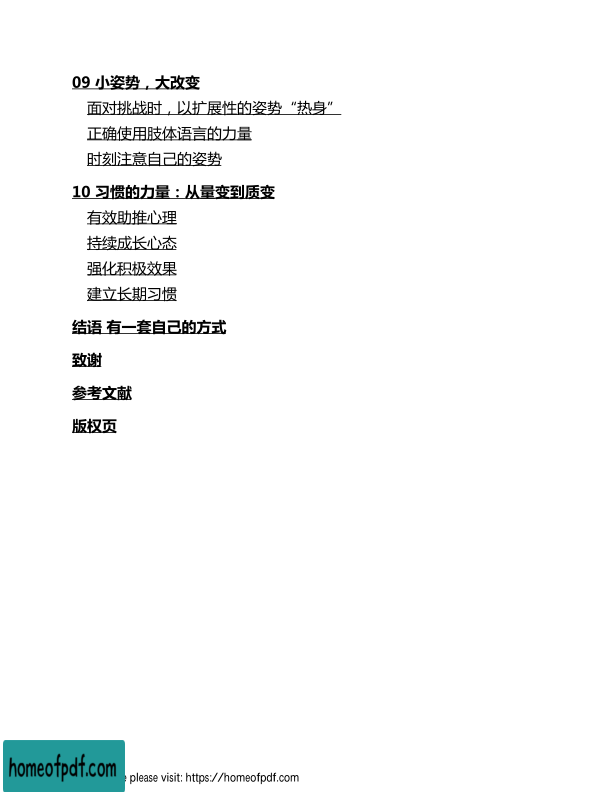 09 小姿势，大改变
面对挑战时，以扩展性的姿势“热身”
正确使用肢体语言的力量
时刻注意自己的姿势
10 习惯的力量：从量变到质变
有效助推心理
持续成长心态
强化积极效果
建立长期习惯
结语 有一套自己的方式
致谢
参考文献
版权页
homeofpdf.com
please visit: https://homeofpdf.com